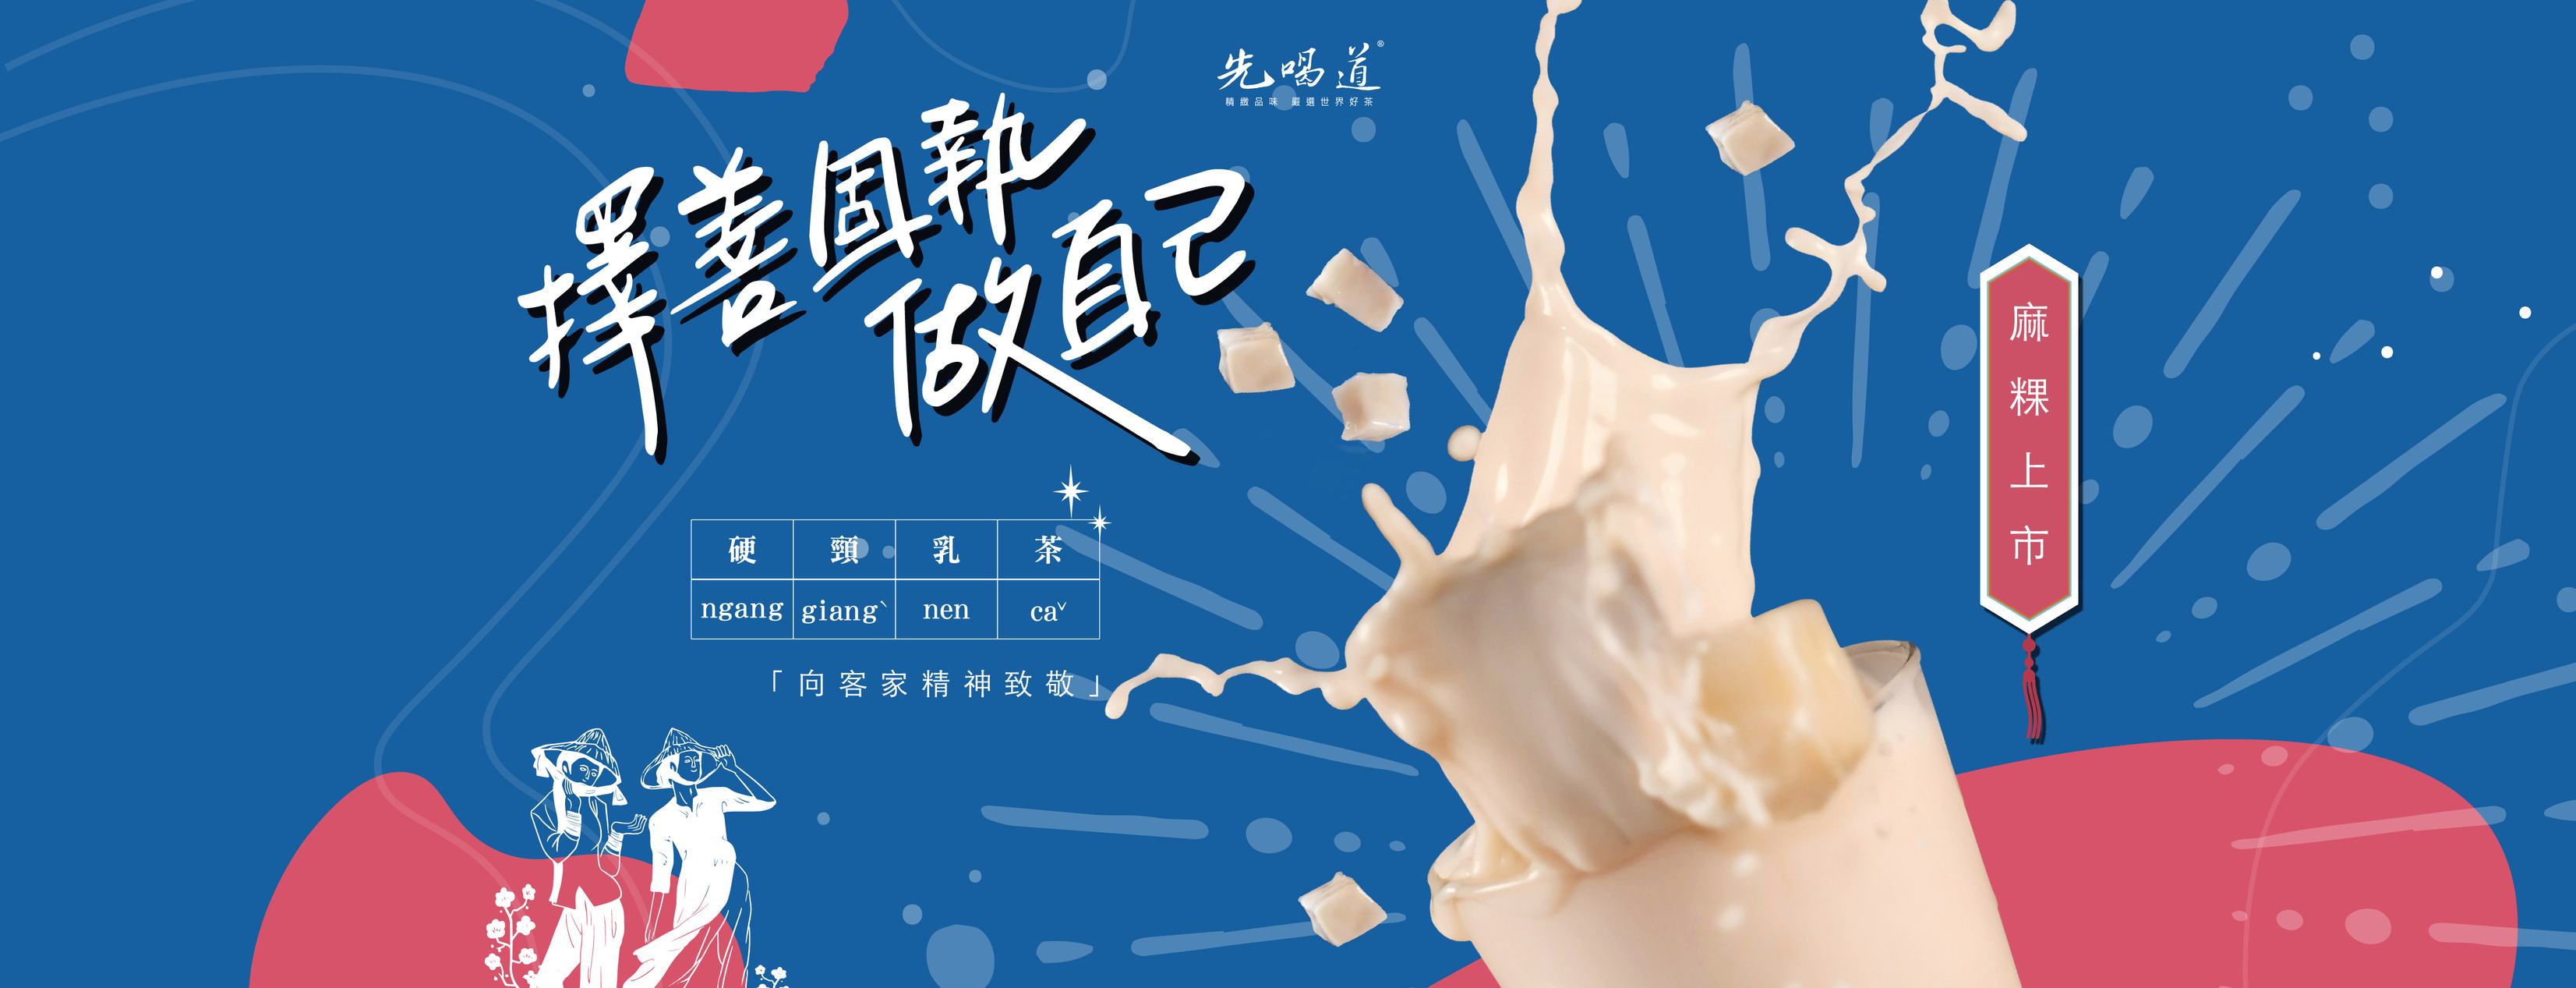 先喝道®
精緻品味 嚴選世界好茶
擇善固執
做自己
硬 頸 乳 茶
ngang giangˋ nen caˇ
「向客家精神致敬」
麻粿上市